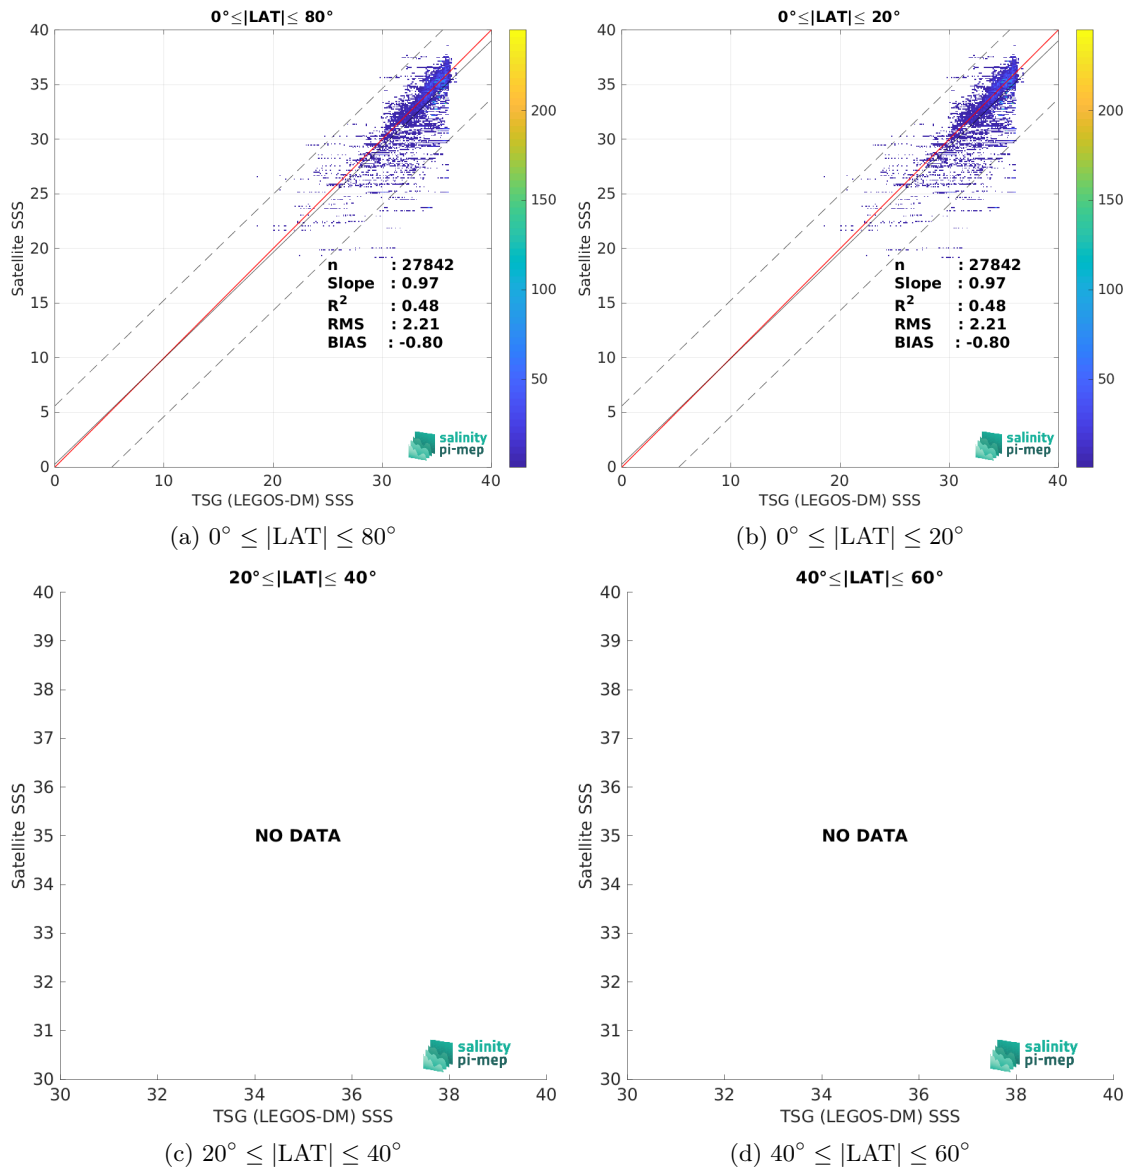 0°≤|LAT|≤ 80°
40
35
30
25
20
15
10
5
0
0
10
20
30
40
Satellite SSS
TSG (LEGOS-DM) SSS
n : 27842
Slope : 0.97
R² : 0.48
RMS : 2.21
BIAS : -0.80
200
150
100
50
salinity
pi-mep
(a) 0° ≤ |LAT| ≤ 80°
0°≤|LAT|≤ 20°
40
35
30
25
20
15
10
5
0
0
10
20
30
40
Satellite SSS
TSG (LEGOS-DM) SSS
n : 27842
Slope : 0.97
R² : 0.48
RMS : 2.21
BIAS : -0.80
200
150
100
50
salinity
pi-mep
(b) 0° ≤ |LAT| ≤ 20°
20°≤|LAT|≤ 40°
40
39
38
37
36
35
34
33
32
31
30
30
32
34
36
38
40
Satellite SSS
NO DATA
TSG (LEGOS-DM) SSS
salinity
pi-mep
(c) 20° ≤ |LAT| ≤ 40°
40°≤|LAT|≤ 60°
40
39
38
37
36
35
34
33
32
31
30
30
32
34
36
38
40
Satellite SSS
NO DATA
TSG (LEGOS-DM) SSS
salinity
pi-mep
(d) 40° ≤ |LAT| ≤ 60°